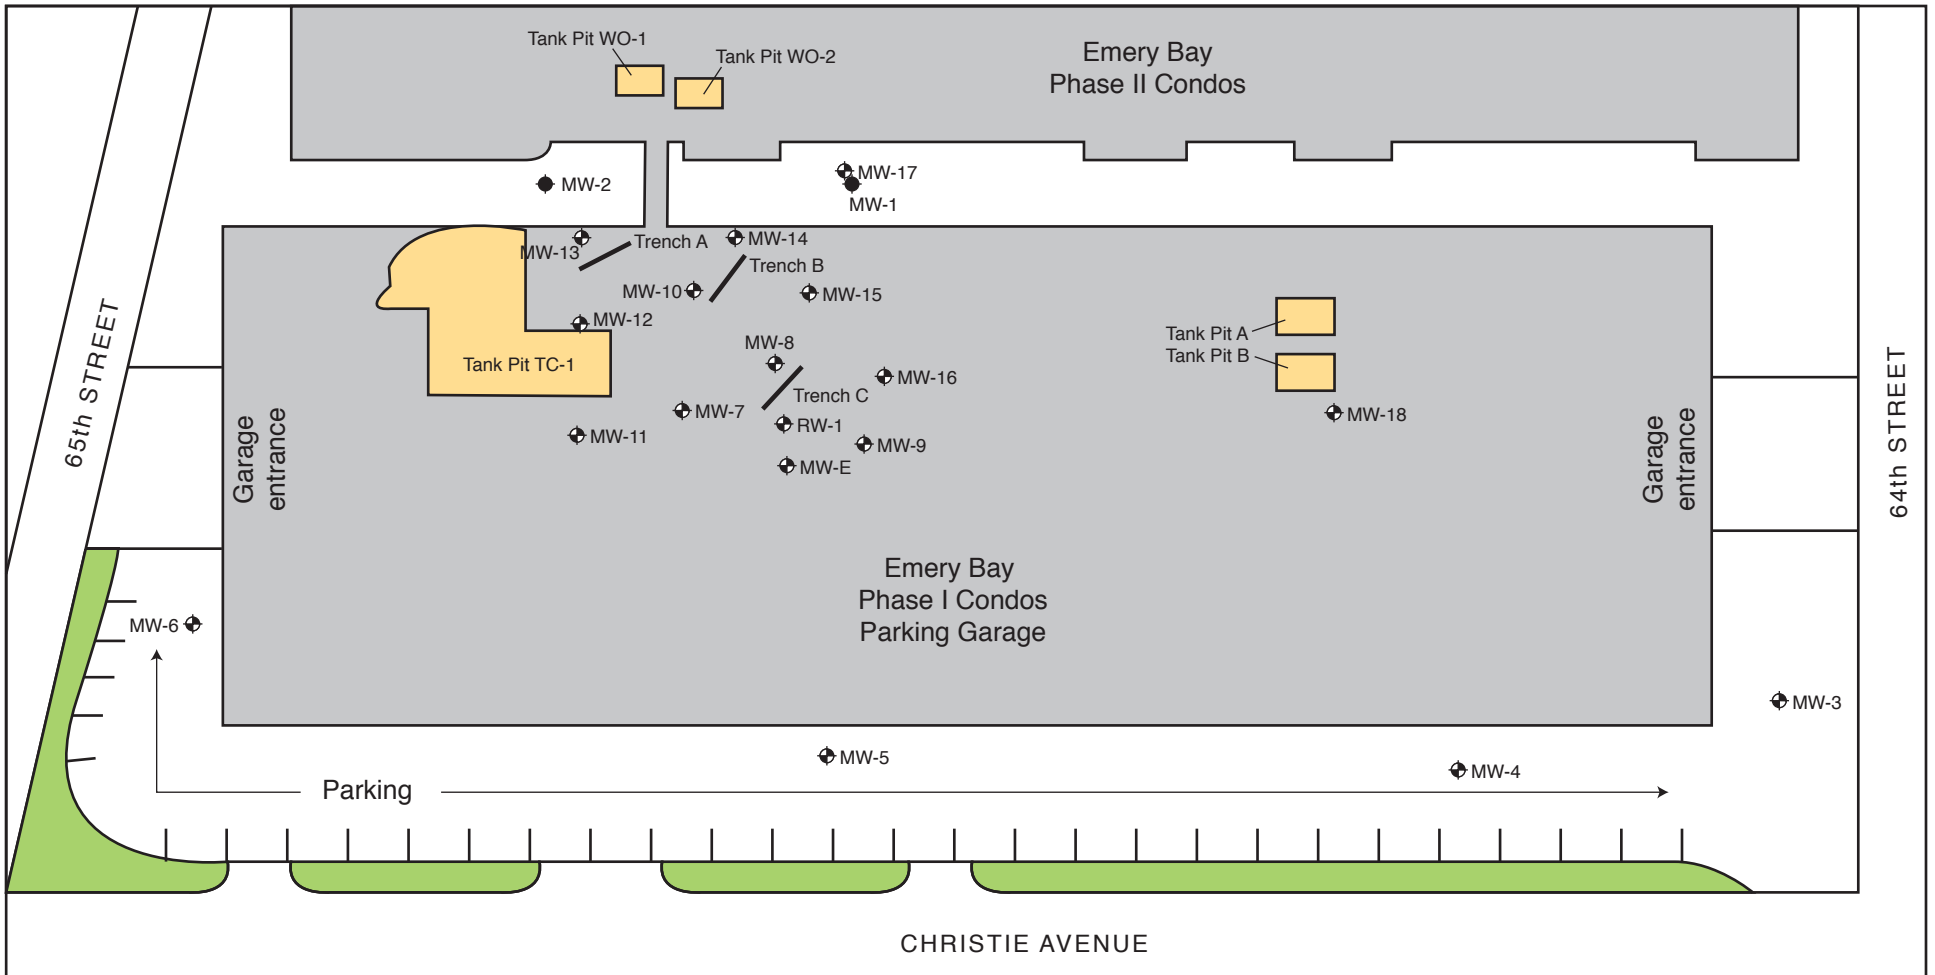 Tank Pit WO-1
Tank Pit WO-2
Emery Bay
Phase II Condos
MW-2
MW-17
MW-1
MW-13
Trench A
MW-14
Trench B
MW-10
MW-15
MW-12
Tank Pit TC-1
MW-8
MW-16
Trench C
MW-7
RW-1
MW-11
MW-9
MW-E
Tank Pit A
Tank Pit B
MW-18
65th STREET
Garage
entrance
Garage
entrance
64th STREET
Emery Bay
Phase I Condos
Parking Garage
MW-6
MW-3
MW-5
MW-4
Parking
CHRISTIE AVENUE